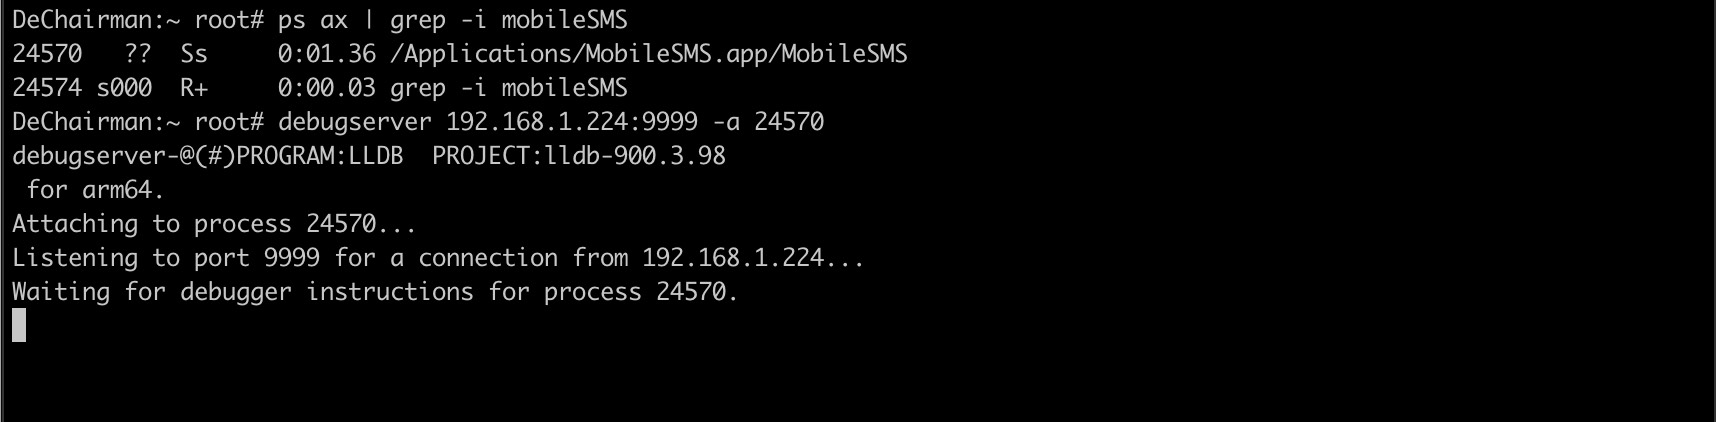 DeChairman:~ root# ps ax | grep -i mobileSMS
24570   ??  Ss     0:01.36 /Applications/MobileSMS.app/MobileSMS
24574 s000  R+     0:00.03 grep -i mobileSMS
DeChairman:~ root# debugserver 192.168.1.224:9999 -a 24570
debugserver-@(#)PROGRAM:LLDB  PROJECT:lldb-900.3.98
 for arm64.
Attaching to process 24570...
Listening to port 9999 for a connection from 192.168.1.224...
Waiting for debugger instructions for process 24570.